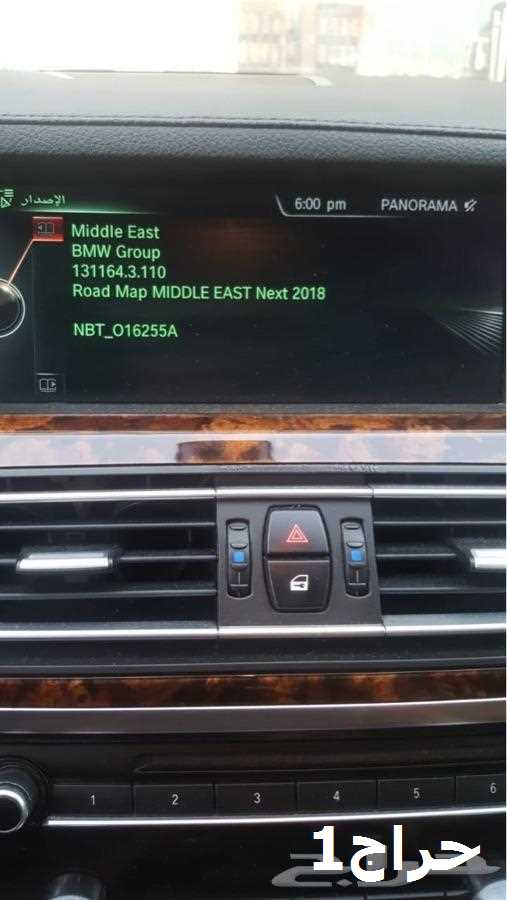 الإصدار
6:00 pm
PANORAMA
Middle East
BMW Group
131164.3.110
Road Map MIDDLE EAST Next 2018
NBT_O16255A
1
2
3
4
5
6
حراج1